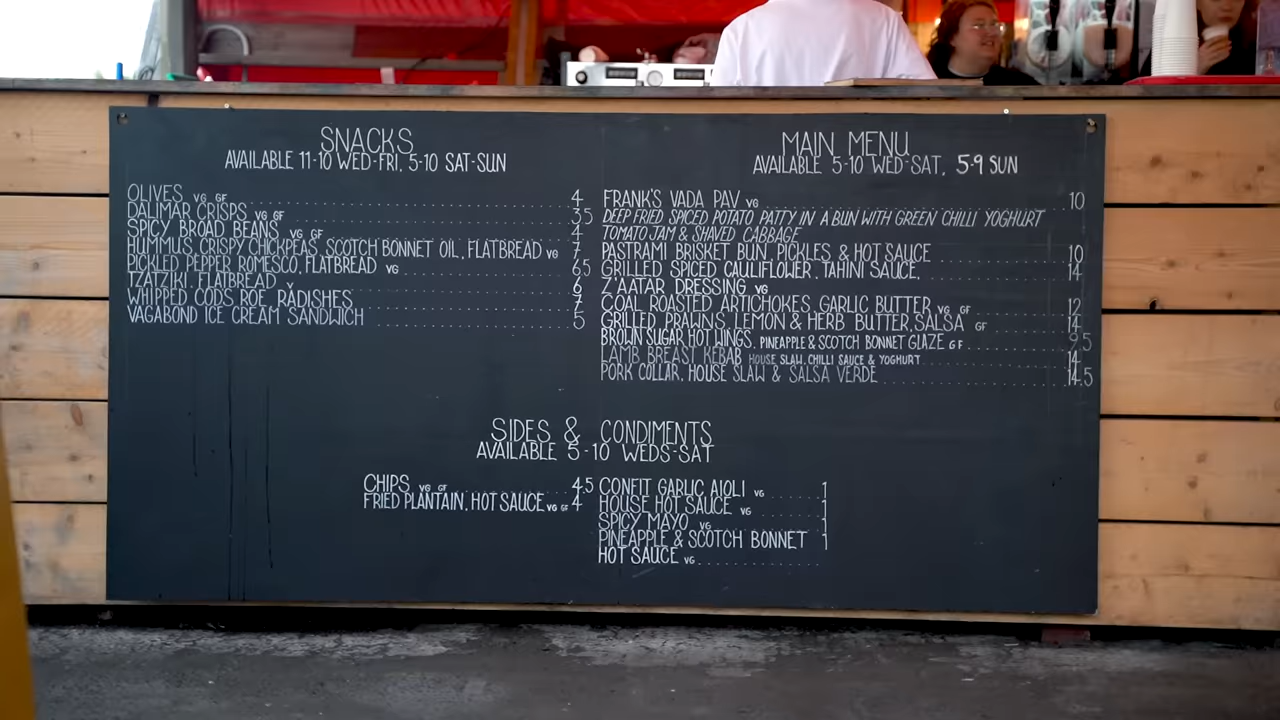 SNACKS
AVAILABLE 11-10 WED-FRI, 5-10 SAT-SUN
OLIVES VG GF 4
DALIMAR CRISPS VG GF 3.5
SPICY BROAD BEANS VG GF 4
HUMMUS, CRISPY CHICKPEAS, SCOTCH BONNET OIL, FLATBREAD VG 7
PICKLED PEPPER ROMESCO, FLATBREAD VG 6.5
TZATZIKI, FLATBREAD V 6
WHIPPED CODS ROE, RADISHES 7
VAGABOND ICE CREAM SANDWICH 5
MAIN MENU
AVAILABLE 5-10 WED-SAT, 5-9 SUN
FRANK'S VADA PAV VG 10
DEEP FRIED SPICED POTATO PATTY IN A BUN WITH GREEN CHILLI YOGHURT
TOMATO JAM & SHAVED CABBAGE
PASTRAMI BRISKET BUN, PICKLES & HOT SAUCE 10
GRILLED SPICED CAULIFLOWER, TAHINI SAUCE, 14
Z'AATAR DRESSING VG
COAL ROASTED ARTICHOKES, GARLIC BUTTER VG GF 12
GRILLED PRAWNS, LEMON & HERB BUTTER, SALSA GF 14
BROWN SUGAR HOT WINGS, PINEAPPLE & SCOTCH BONNET GLAZE GF 9.5
LAMB BREAST KEBAB HOUSE SLAW, CHILLI SAUCE & YOGHURT 14
PORK COLLAR, HOUSE SLAW & SALSA VERDE 14.5
SIDES & CONDIMENTS
AVAILABLE 5-10 WEDS-SAT
CHIPS VG GF 4.5
FRIED PLANTAIN, HOT SAUCE VG GF 4
CONFIT GARLIC AIOLI VG 1
HOUSE HOT SAUCE VG 1
SPICY MAYO VG 1
PINEAPPLE & SCOTCH BONNET 1
HOT SAUCE VG